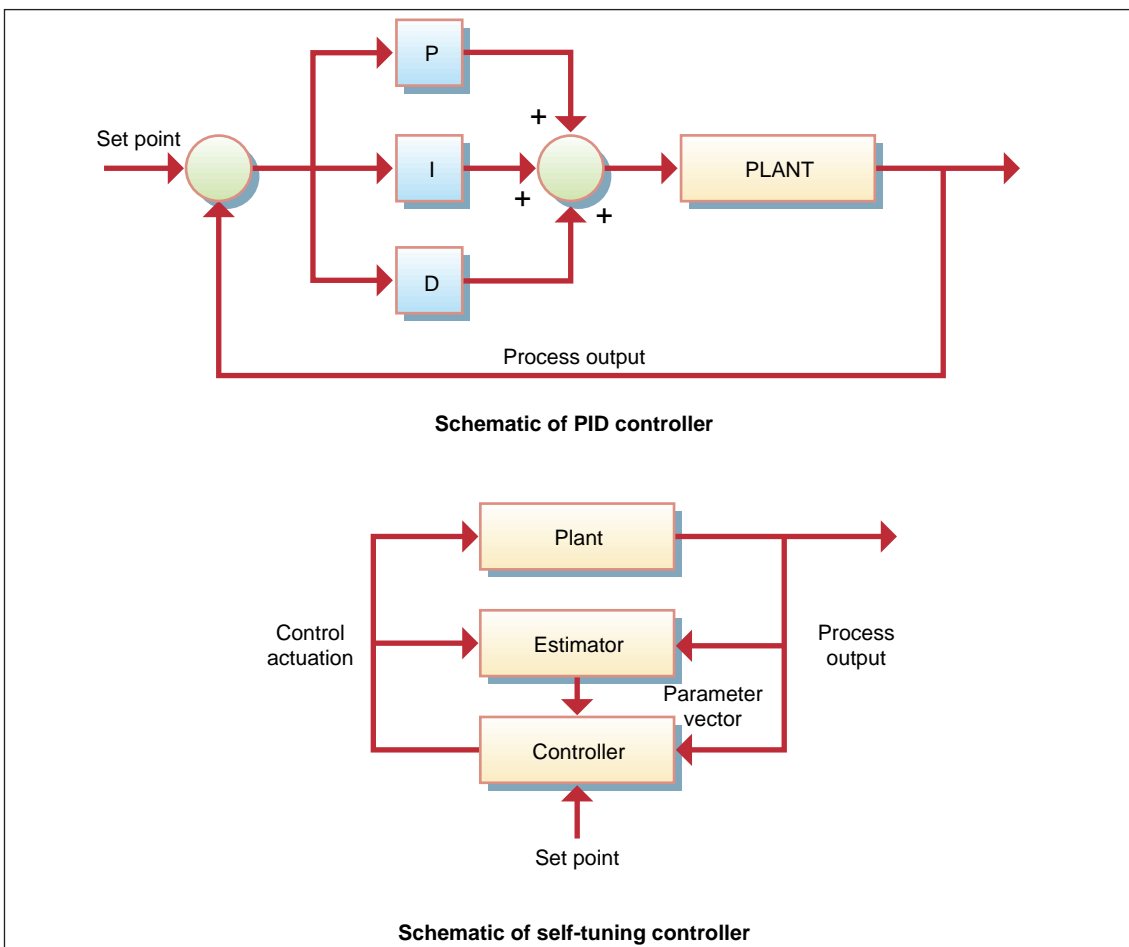 P
+
Set point
I
PLANT
+
+
D
Process output
Schematic of PID controller
Plant
Control
actuation
Estimator
Process
output
Parameter
vector
Controller
Set point
Schematic of self-tuning controller